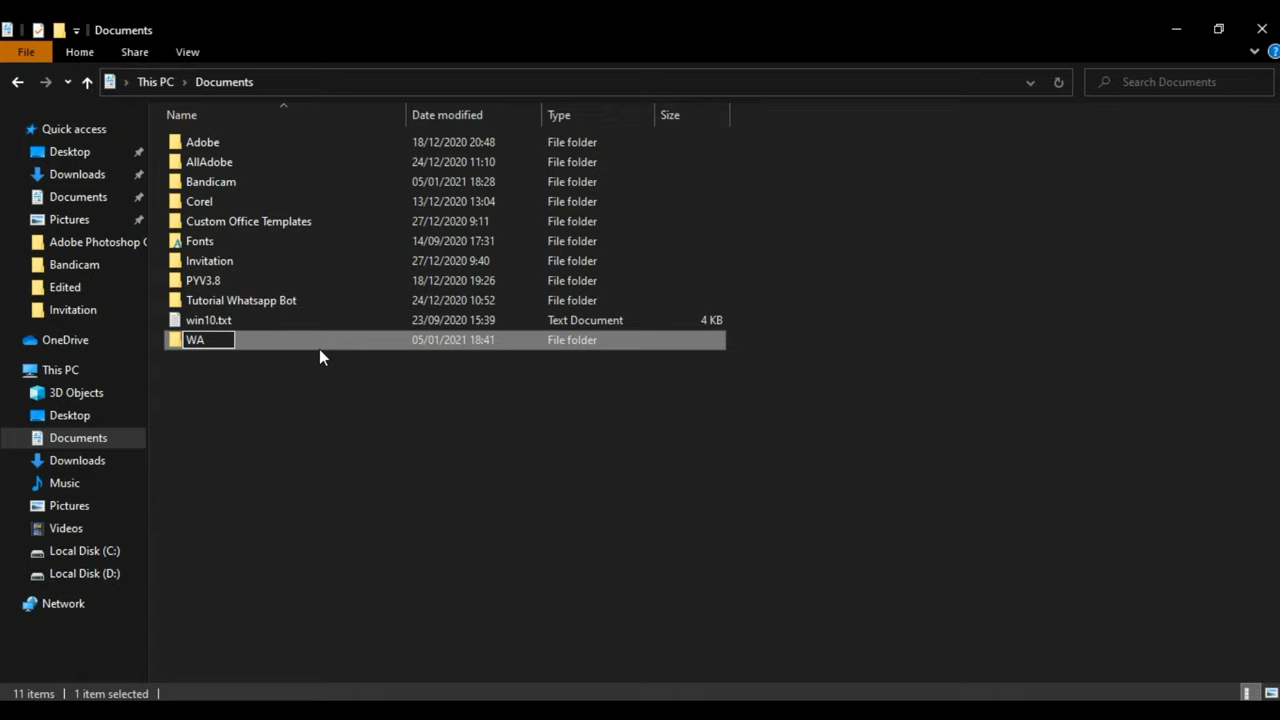 Documents
File Home Share View
This PC Documents Search Documents
Name Date modified Type Size
Quick access
Desktop
Downloads
Documents
Pictures
Adobe Photoshop C
Bandicam
Edited
Invitation
OneDrive
This PC
3D Objects
Desktop
Documents
Downloads
Music
Pictures
Videos
Local Disk (C:)
Local Disk (D:)
Network
Adobe 18/12/2020 20:48 File folder
AllAdobe 24/12/2020 11:10 File folder
Bandicam 05/01/2021 18:28 File folder
Corel 13/12/2020 13:04 File folder
Custom Office Templates 27/12/2020 9:11 File folder
Fonts 14/09/2020 17:31 File folder
Invitation 27/12/2020 9:40 File folder
PYV3.8 18/12/2020 19:26 File folder
Tutorial Whatsapp Bot 24/12/2020 10:52 File folder
win10.txt 23/09/2020 15:39 Text Document 4 KB
WA 05/01/2021 18:41 File folder
11 items 1 item selected